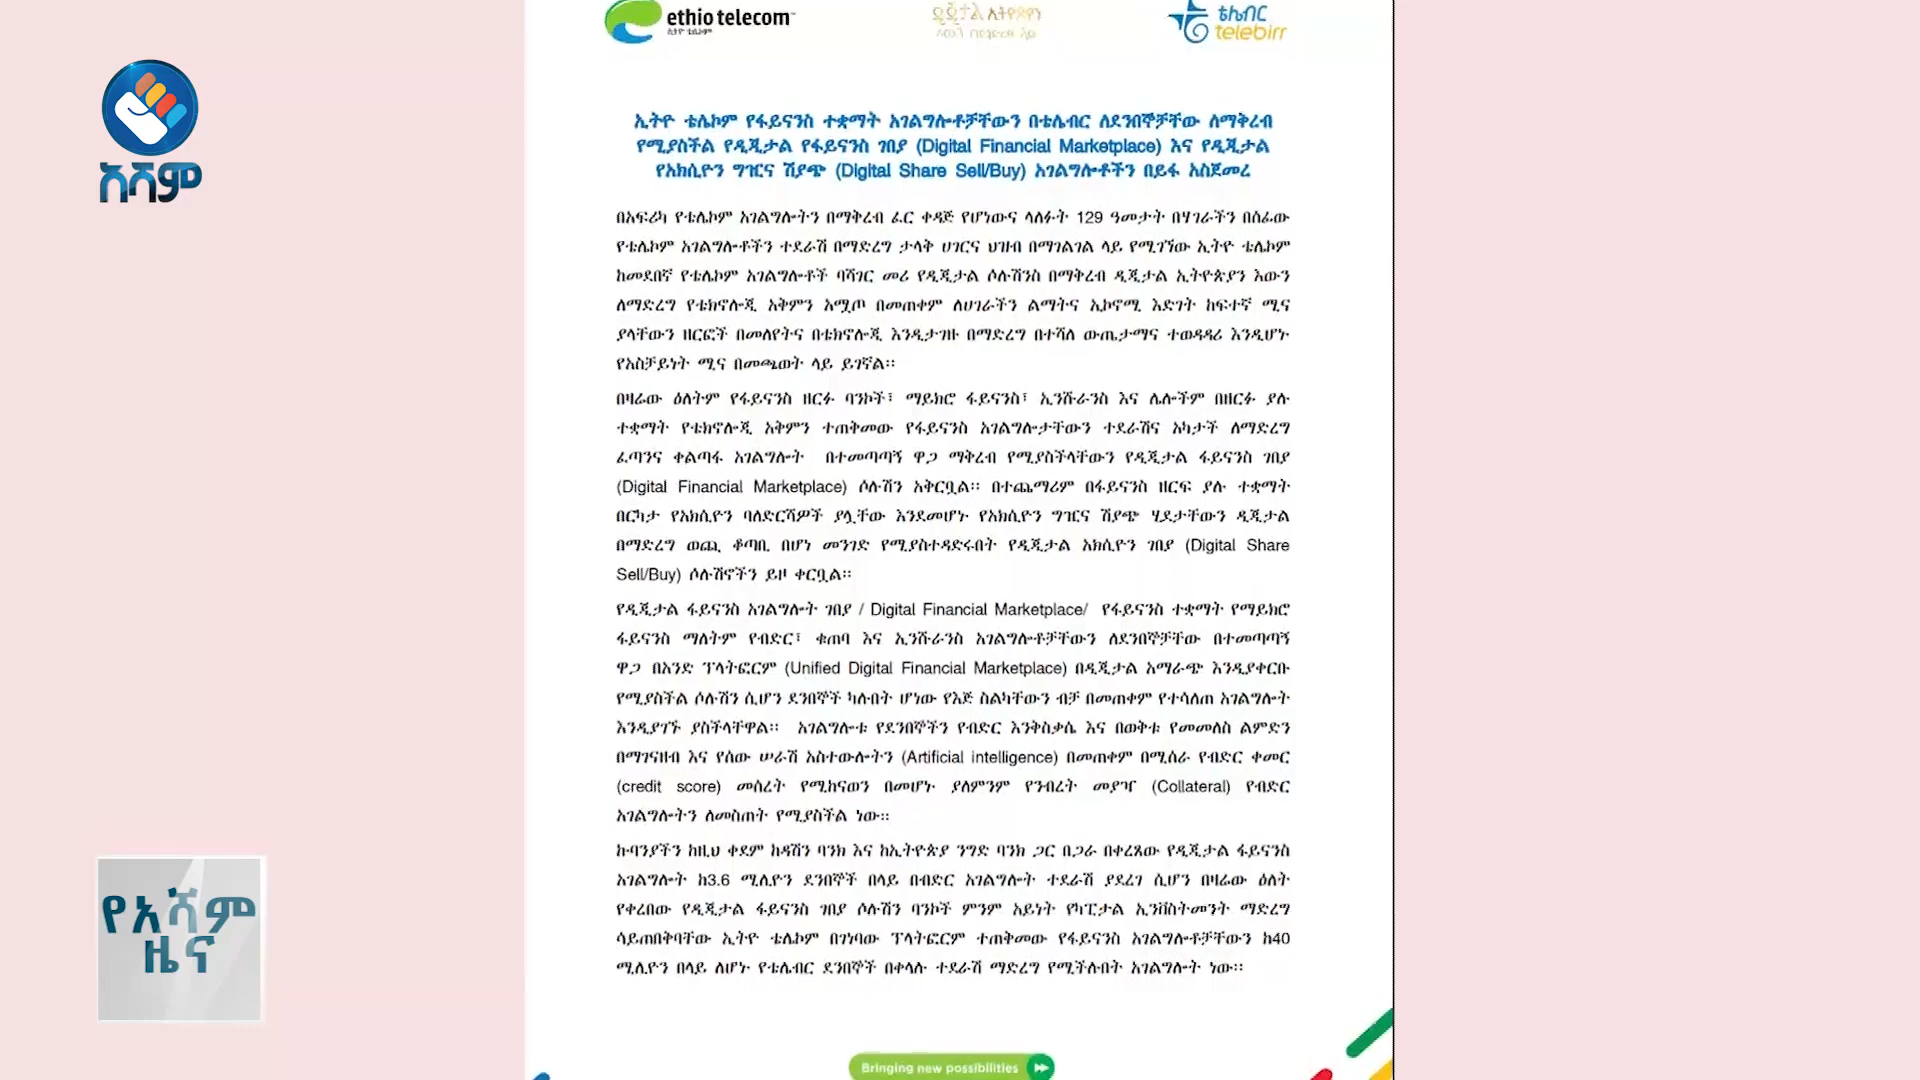 ethio telecom
ኢትዮ ቴሌኮም
ዲጂታል ኢትዮጵያን
ቴሌብር
telebirr
አሻም
ኢትዮ ቴሌኮም የፋይናንስ ተቋማት አገልግሎቶቻቸውን በቴሌብር ለደንበኞቻቸው ለማቅረብ
የሚያስችል የዲጂታል የፋይናንስ ገበያ (Digital Financial Marketplace) እና የዲጂታል
የአክሲዮን ግዢና ሽያጭ (Digital Share Sell/Buy) አገልግሎቶችን በይፋ አስጀመረ
በአፍሪካ የቴሌኮም አገልግሎትን በማቅረብ ፈር ቀዳጅ የሆነውና ላለፉት 129 ዓመታት በሃገራችን በሰፊው
የቴሌኮም አገልግሎቶችን ተደራሽ በማድረግ ታላቅ ሀገርና ህዝብ በማገልገል ላይ የሚገኘው ኢትዮ ቴሌኮም
ከመደበኛ የቴሌኮም አገልግሎቶች ባሻገር መሪ የዲጂታል ሶሉሽንስ በማቅረብ ዲጂታል ኢትዮጵያን እውን
ለማድረግ የቴክኖሎጂ አቅምን አሟጦ በመጠቀም ለሀገራችን ልማትና ኢኮኖሚ እድገት ከፍተኛ ሚና
ያላቸውን ዘርፎች በመለየትና በቴክኖሎጂ እንዲታገዙ በማድረግ በተሻለ ውጤታማና ተወዳዳሪ እንዲሆኑ
የአስቻይነት ሚና በመጫወት ላይ ይገኛል፡፡
በዛሬው ዕለትም የፋይናንስ ዘርፉ ባንኮች፣ ማይክሮ ፋይናንስ፣ ኢንሹራንስ እና ሌሎችም በዘርፉ ያሉ
ተቋማት የቴክኖሎጂ አቅምን ተጠቅመው የፋይናንስ አገልግሎታቸውን ተደራሽና አካታች ለማድረግ
ፈጣንና ቀልጣፋ አገልግሎት በተመጣጣኝ ዋጋ ማቅረብ የሚያስችላቸውን የዲጂታል ፋይናንስ ገበያ
(Digital Financial Marketplace) ሶሉሽን አቅርቧል፡፡ በተጨማሪም በፋይናንስ ዘርፍ ያሉ ተቋማት
በርካታ የአክሲዮን ባለድርሻዎች ያሏቸው እንደመሆኑ የአክሲዮን ግዢና ሽያጭ ሂደታቸውን ዲጂታል
በማድረግ ወጪ ቆጣቢ በሆነ መንገድ የሚያስተዳድሩበት የዲጂታል አክሲዮን ገበያ (Digital Share
Sell/Buy) ሶሉሽኖችን ይዞ ቀርቧል፡፡
የዲጂታል ፋይናንስ አገልግሎት ገበያ / Digital Financial Marketplace/ የፋይናንስ ተቋማት የማይክሮ
ፋይናንስ ማለትም የብድር፣ ቁጠባ እና ኢንሹራንስ አገልግሎቶቻቸውን ለደንበኞቻቸው በተመጣጣኝ
ዋጋ በአንድ ፕላትፎርም (Unified Digital Financial Marketplace) በዲጂታል አማራጭ እንዲያቀርቡ
የሚያስችል ሶሉሽን ሲሆን ደንበኞች ካሉበት ሆነው የእጅ ስልካቸውን ብቻ በመጠቀም የተሳለጠ አገልግሎት
እንዲያገኙ ያስችላቸዋል፡፡ አገልግሎቱ የደንበኞችን የብድር እንቅስቃሴ እና በወቅቱ የመመለስ ልምድን
በማገናዘብ እና የሰው ሠራሽ አስተውሎትን (Artificial intelligence) በመጠቀም በሚሰራ የብድር ቀመር
(credit score) መሰረት የሚከናወን በመሆኑ ያለምንም የንብረት መያዣ (Collateral) የብድር
አገልግሎትን ለመስጠት የሚያስችል ነው፡፡
ኩባንያችን ከዚህ ቀደም ከዳሸን ባንክ እና ከኢትዮጵያ ንግድ ባንክ ጋር በጋራ በቀረጸው የዲጂታል ፋይናንስ
አገልግሎት ከ3.6 ሚሊዮን ደንበኞች በላይ በብድር አገልግሎት ተደራሽ ያደረገ ሲሆን በዛሬው ዕለት
የቀረበው የዲጂታል ፋይናንስ ገበያ ሶሉሽን ባንኮች ምንም አይነት የካፒታል ኢንቨስትመንት ማድረግ
ሳይጠበቅባቸው ኢትዮ ቴሌኮም በገነባው ፕላትፎርም ተጠቅመው የፋይናንስ አገልግሎቶቻቸውን ከ40
ሚሊዮን በላይ ለሆኑ የቴሌብር ደንበኞች በቀላሉ ተደራሽ ማድረግ የሚችሉበት አገልግሎት ነው፡፡
የአሻም
ዜና
Bringing new possibilities